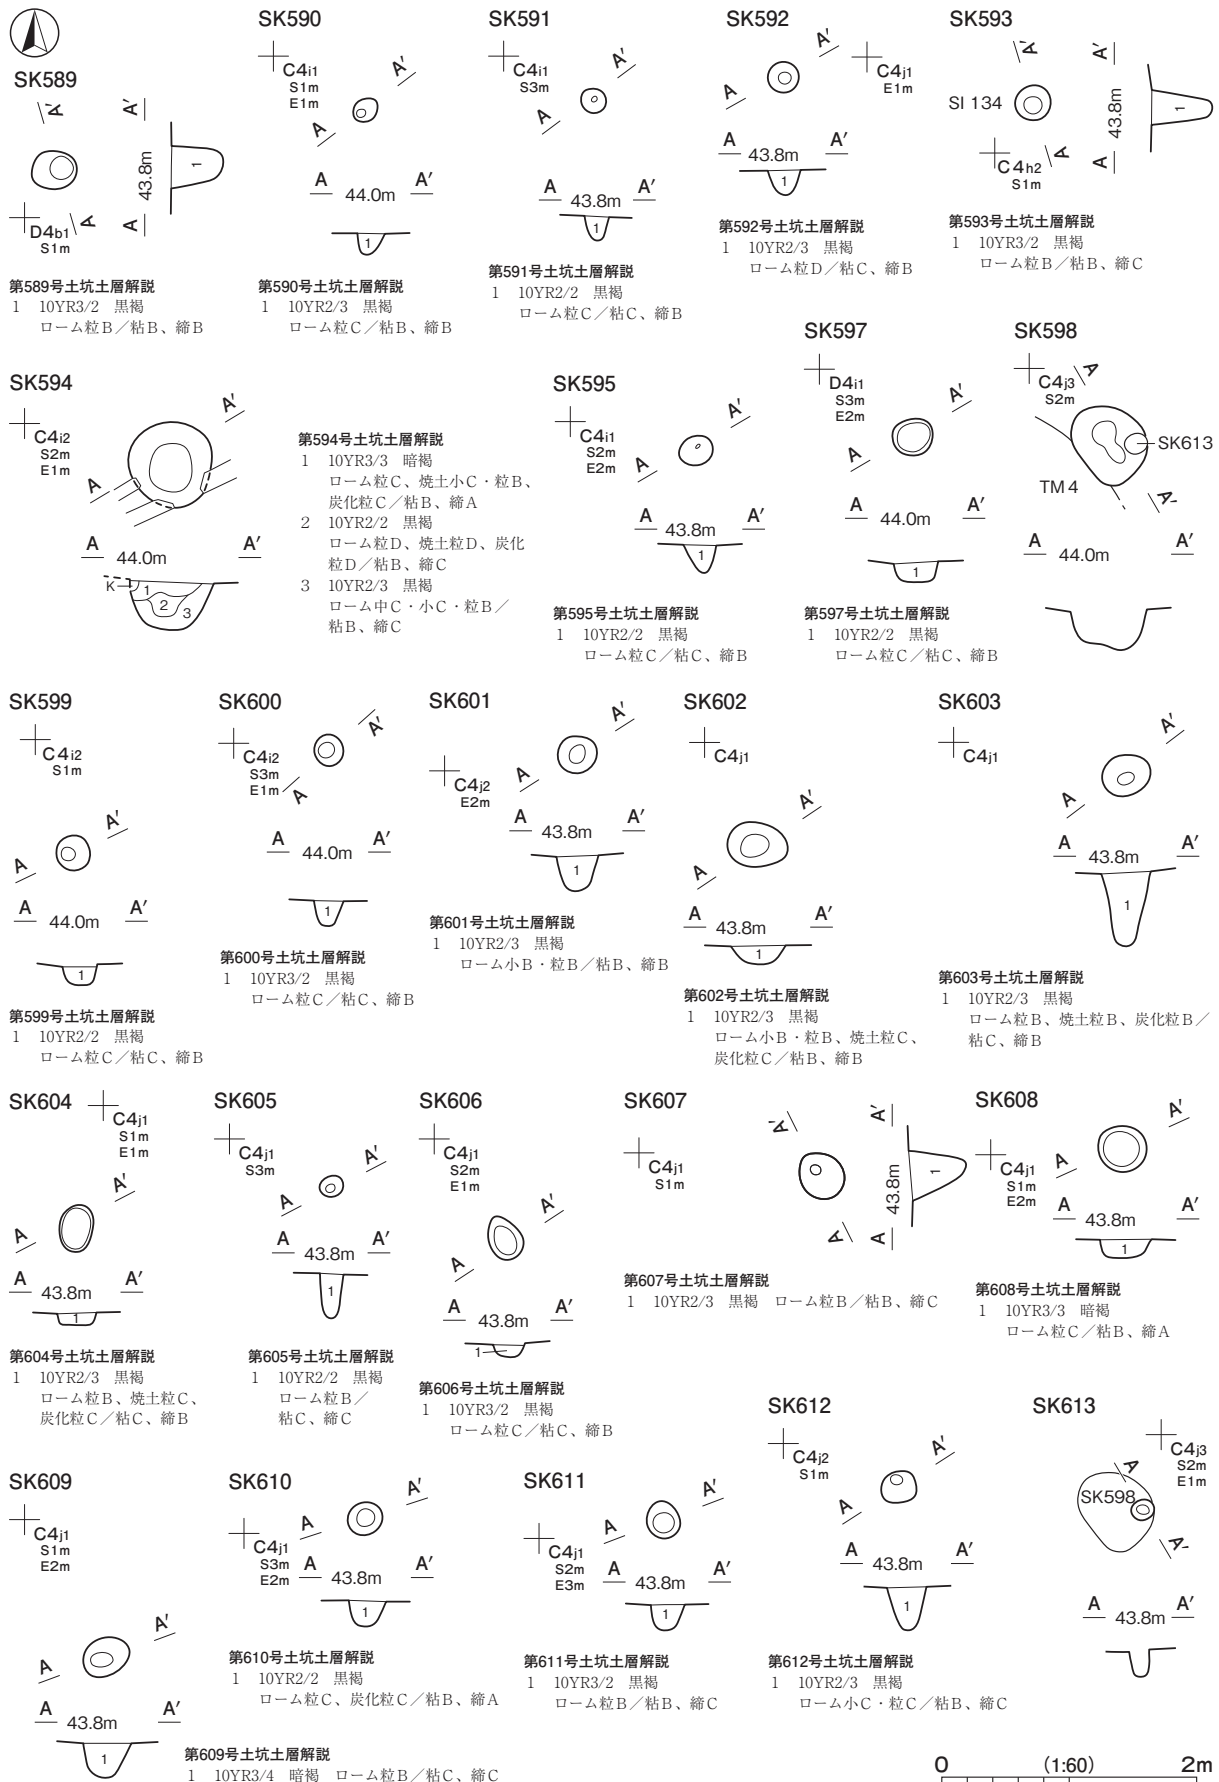 SK589
A A'
A 43.8m A'
1
D4b1
S1m
第589号土坑土層解説
1 10YR3/2 黒褐
ローム粒B/粘B、締B
SK590
C4i1
S1m
E1m
A A'
A 44.0m A'
1
第590号土坑土層解説
1 10YR2/3 黒褐
ローム粒C/粘B、締B
SK591
C4i1
S3m
A A'
A 43.8m A'
1
第591号土坑土層解説
1 10YR2/2 黒褐
ローム粒C/粘C、締B
SK592
C4j1
E1m
A A'
A 43.8m A'
1
第592号土坑土層解説
1 10YR2/3 黒褐
ローム粒D/粘C、締B
SK593
SI 134
A A'
A 43.8m A'
1
C4h2
S1m
第593号土坑土層解説
1 10YR3/2 黒褐
ローム粒B/粘B、締C
SK594
C4i2
S2m
E1m
A A'
A 44.0m A'
K 1 2 3
第594号土坑土層解説
1 10YR3/3 暗褐
ローム粒C、焼土小C・粒B、
炭化粒C/粘B、締A
2 10YR2/2 黒褐
ローム粒D、焼土粒D、炭化
粒D/粘B、締C
3 10YR2/3 黒褐
ローム中C・小C・粒B/
粘B、締C
SK595
C4i1
S2m
E2m
A A'
A 43.8m A'
1
第595号土坑土層解説
1 10YR2/2 黒褐
ローム粒C/粘C、締B
SK597
D4i1
S3m
E2m
A A'
A 44.0m A'
1
第597号土坑土層解説
1 10YR2/2 黒褐
ローム粒C/粘C、締B
SK598
C4j3
S2m
A A'
SK613
TM4
A 44.0m A'
SK599
C4i2
S1m
A A'
A 44.0m A'
1
第599号土坑土層解説
1 10YR2/2 黒褐
ローム粒C/粘C、締B
SK600
C4i2
S3m
E1m
A A'
A 44.0m A'
1
第600号土坑土層解説
1 10YR3/2 黒褐
ローム粒C/粘C、締B
SK601
C4j2
E2m
A A'
A 43.8m A'
1
第601号土坑土層解説
1 10YR2/3 黒褐
ローム小B・粒B/粘B、締B
SK602
C4j1
A A'
A 43.8m A'
1
第602号土坑土層解説
1 10YR2/3 黒褐
ローム小B・粒B、焼土粒C、
炭化粒C/粘B、締B
SK603
C4j1
A A'
A 43.8m A'
1
第603号土坑土層解説
1 10YR2/3 黒褐
ローム粒B、焼土粒B、炭化粒B/
粘C、締B
SK604
C4j1
S1m
E1m
A A'
A 43.8m A'
1
第604号土坑土層解説
1 10YR2/3 黒褐
ローム粒B、焼土粒C、
炭化粒C/粘C、締B
SK605
C4j1
S3m
A A'
A 43.8m A'
1
第605号土坑土層解説
1 10YR2/2 黒褐
ローム粒B/
粘C、締C
SK606
C4j1
S2m
E1m
A A'
A 43.8m A'
1
第606号土坑土層解説
1 10YR3/2 黒褐
ローム粒C/粘C、締B
SK607
C4j1
S1m
A A'
A 43.8m A'
1
第607号土坑土層解説
1 10YR2/3 黒褐 ローム粒B/粘B、締C
SK608
C4j1
S1m
E2m
A A'
A 43.8m A'
1
第608号土坑土層解説
1 10YR3/3 暗褐
ローム粒C/粘B、締A
SK609
C4j1
S1m
E2m
A A'
A 43.8m A'
1
第609号土坑土層解説
1 10YR3/4 暗褐 ローム粒B/粘C、締C
SK610
C4j1
S3m
E2m
A A'
A 43.8m A'
1
第610号土坑土層解説
1 10YR2/2 黒褐
ローム粒C、炭化粒C/粘B、締A
SK611
C4j1
S2m
E3m
A A'
A 43.8m A'
1
第611号土坑土層解説
1 10YR3/2 黒褐
ローム粒B/粘B、締C
SK612
C4j2
S1m
A A'
A 43.8m A'
1
第612号土坑土層解説
1 10YR2/3 黒褐
ローム小C・粒C/粘B、締C
SK613
C4j3
S2m
E1m
A A'
SK598
A 43.8m A'
0 (1:60) 2m